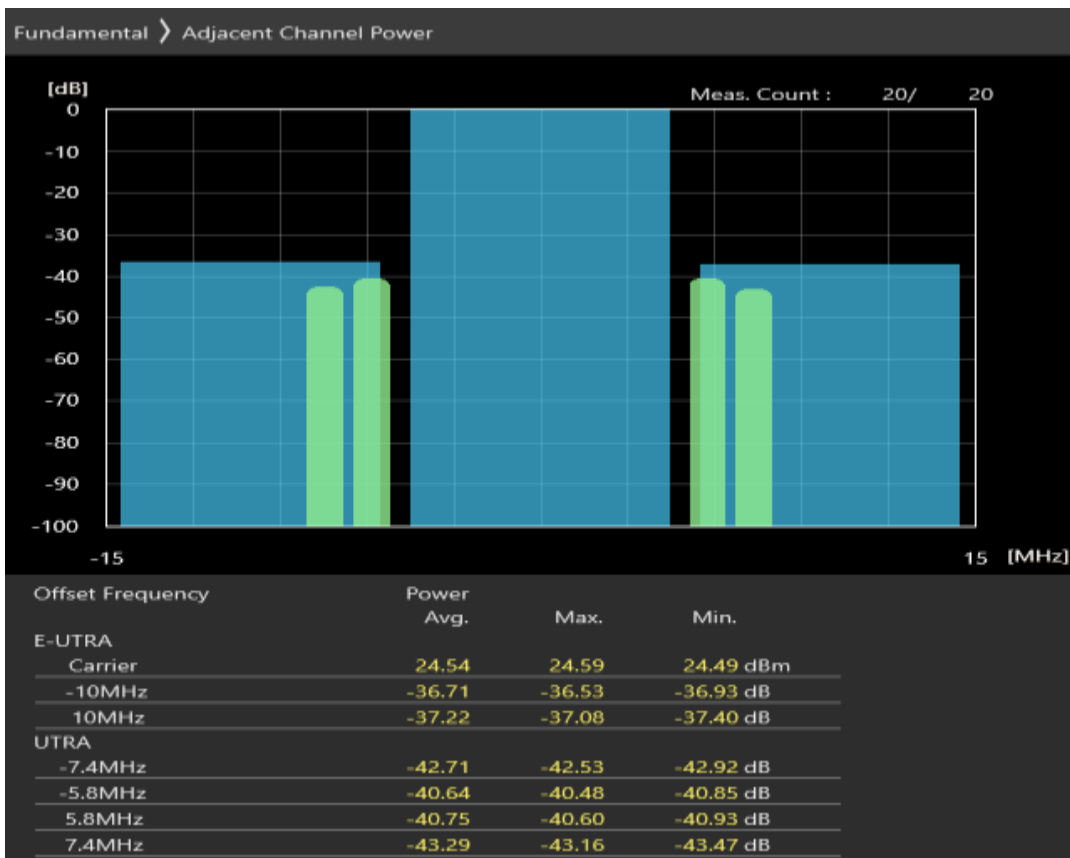 Fundamental 》 Adjacent Channel Power
[dB]
Meas. Count : 20/ 20
0
-10
-20
-30
-40
-50
-60
-70
-80
-90
-100
-15 15 [MHz]
Offset Frequency Power
Avg. Max. Min.
E-UTRA
Carrier 24.54 24.59 24.49 dBm
-10MHz -36.71 -36.53 -36.93 dB
10MHz -37.22 -37.08 -37.40 dB
UTRA
-7.4MHz -42.71 -42.53 -42.92 dB
-5.8MHz -40.64 -40.48 -40.85 dB
5.8MHz -40.75 -40.60 -40.93 dB
7.4MHz -43.29 -43.16 -43.47 dB